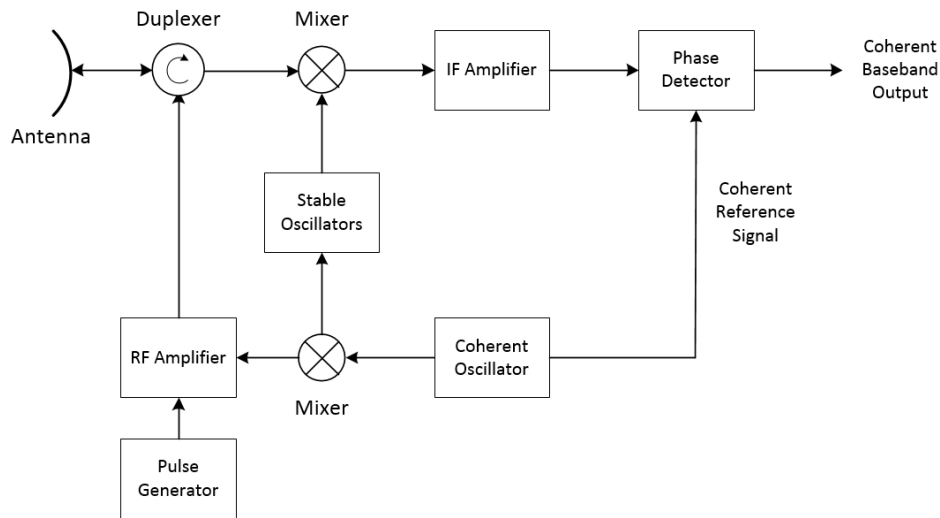 Duplexer
Mixer
Antenna
IF Amplifier
Phase
Detector
Coherent
Baseband
Output
Stable
Oscillators
Coherent
Reference
Signal
RF Amplifier
Mixer
Coherent
Oscillator
Pulse
Generator